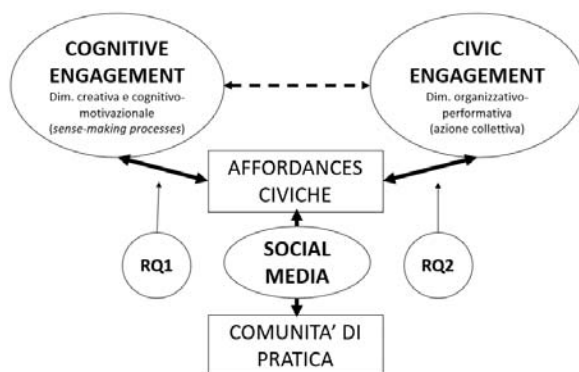 COGNITIVE
ENGAGEMENT
Dim. creativa e cognitivo-
motivazionale
(sense-making processes)
CIVIC
ENGAGEMENT
Dim. organizzativo-
performativa
(azione collettiva)
AFFORDANCES
CIVICHE
RQ1
SOCIAL
MEDIA
RQ2
COMUNITA’ DI
PRATICA